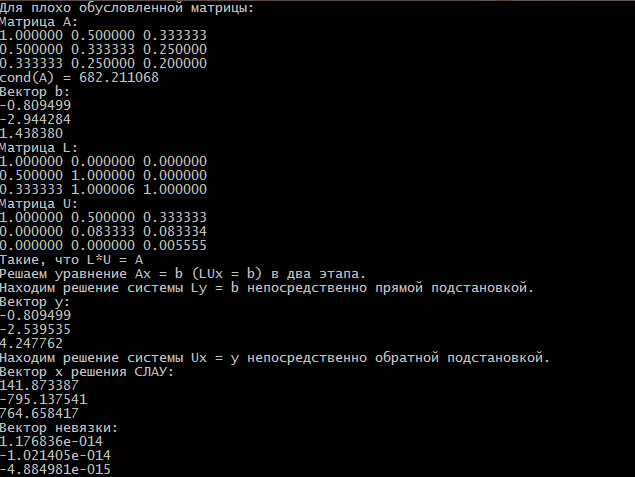 Для плохо обусловленной матрицы:
Матрица A:
1.000000 0.500000 0.333333
0.500000 0.333333 0.250000
0.333333 0.250000 0.200000
cond(A) = 682.211068
Вектор b:
-0.809499
-2.944284
1.438380
Матрица L:
1.000000 0.000000 0.000000
0.500000 1.000000 0.000000
0.333333 1.000006 1.000000
Матрица U:
1.000000 0.500000 0.333333
0.000000 0.083333 0.083334
0.000000 0.000000 0.005555
Такие, что L*U = A
Решаем уравнение Ax = b (LUx = b) в два этапа.
Находим решение системы Ly = b непосредственно прямой подстановкой.
Вектор y:
-0.809499
-2.539535
4.247762
Находим решение системы Ux = y непосредственно обратной подстановкой.
Вектор x решения СЛАУ:
141.873387
-795.137541
764.658417
Вектор невязки:
1.176836e-014
-1.021405e-014
-4.884981e-015